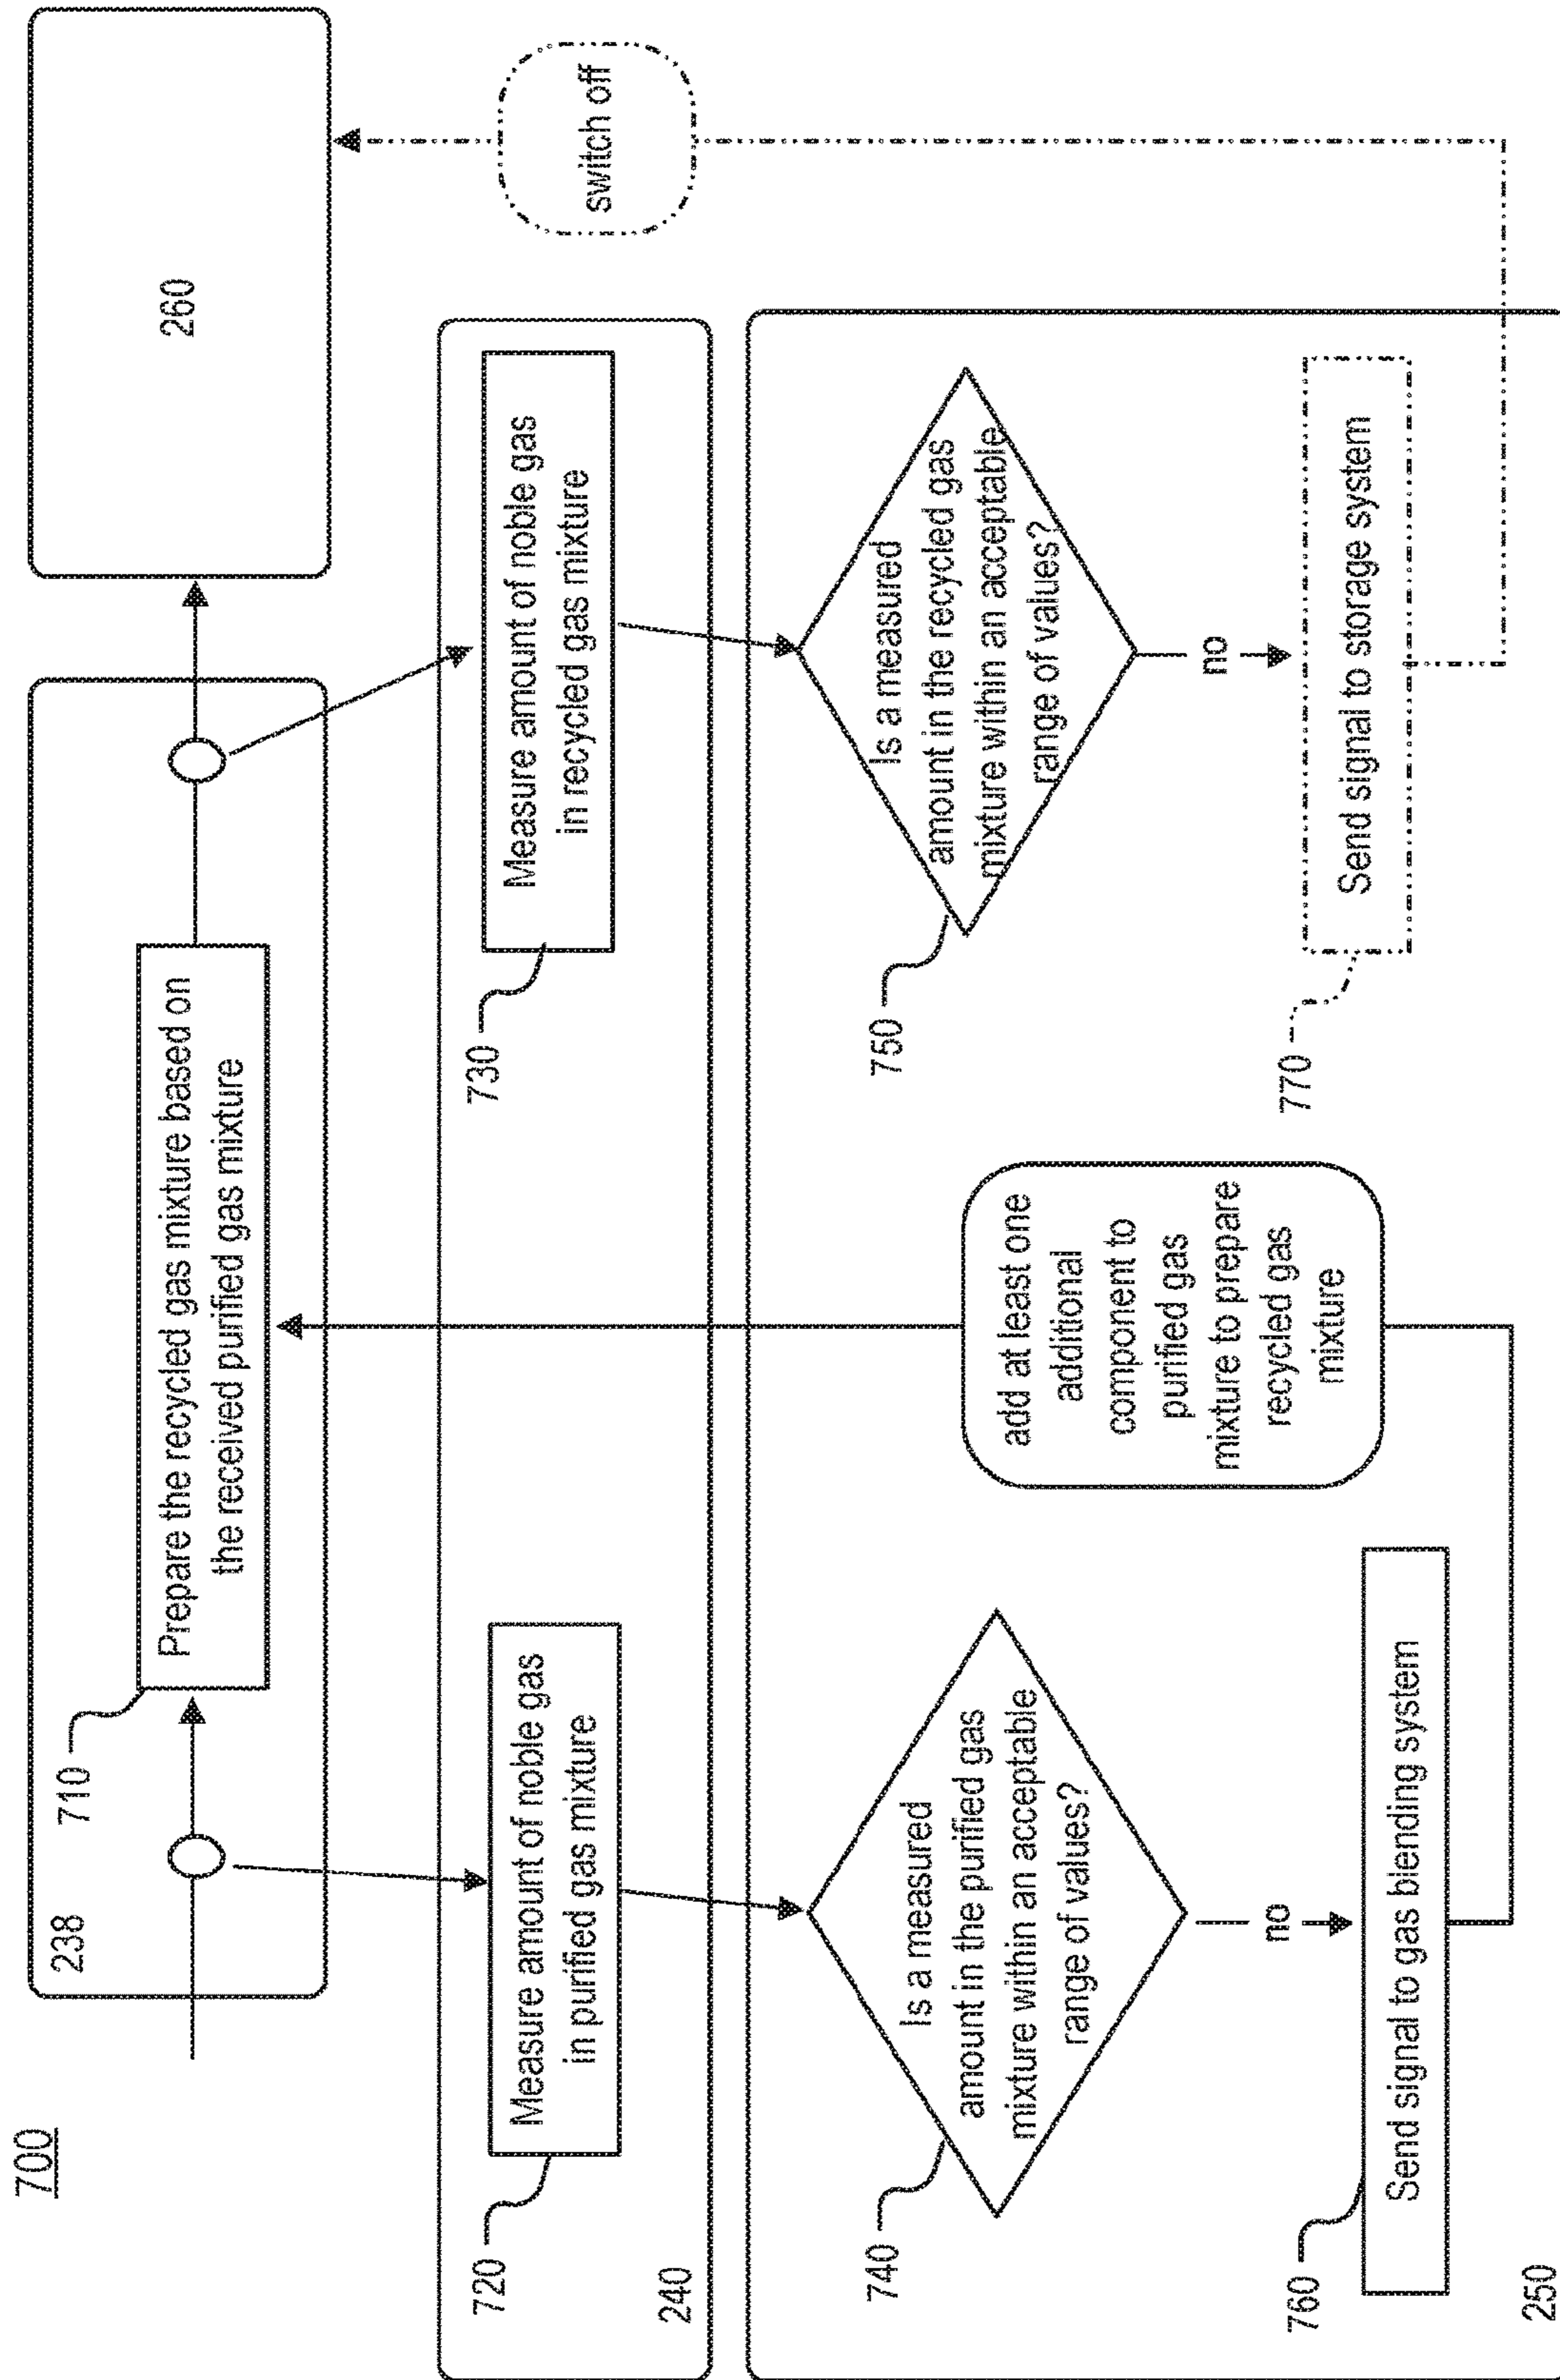 700
238
710
Prepare the recycled gas mixture based on
the received purified gas mixture
260
switch off
720
Measure amount of noble gas
in purified gas mixture
730
Measure amount of noble gas
in recycled gas mixture
240
740
Is a measured
amount in the purified gas
mixture within an acceptable
range of values?
no
760
Send signal to gas blending system
add at least one
additional
component to
purified gas
mixture to prepare
recycled gas
mixture
750
Is a measured
amount in the recycled gas
mixture within an acceptable
range of values?
no
770
Send signal to storage system
250